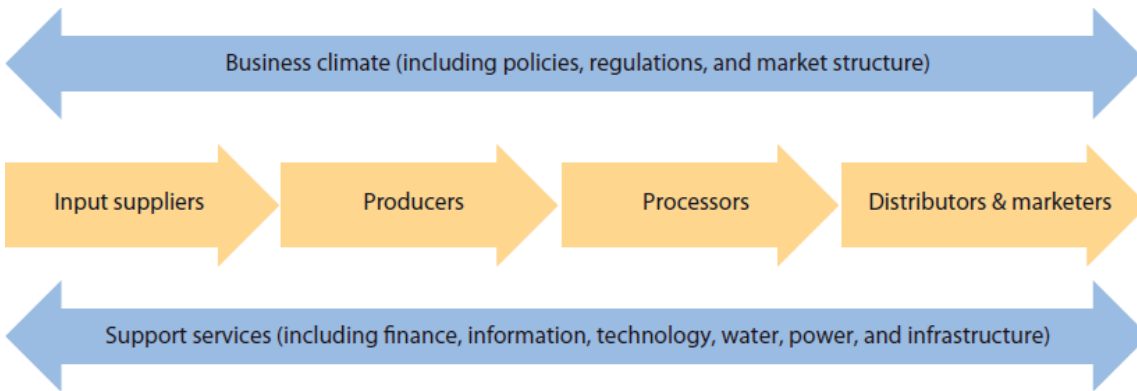 Business climate (including policies, regulations, and market structure)
Input suppliers
Producers
Processors
Distributors & marketers
Support services (including finance, information, technology, water, power, and infrastructure)